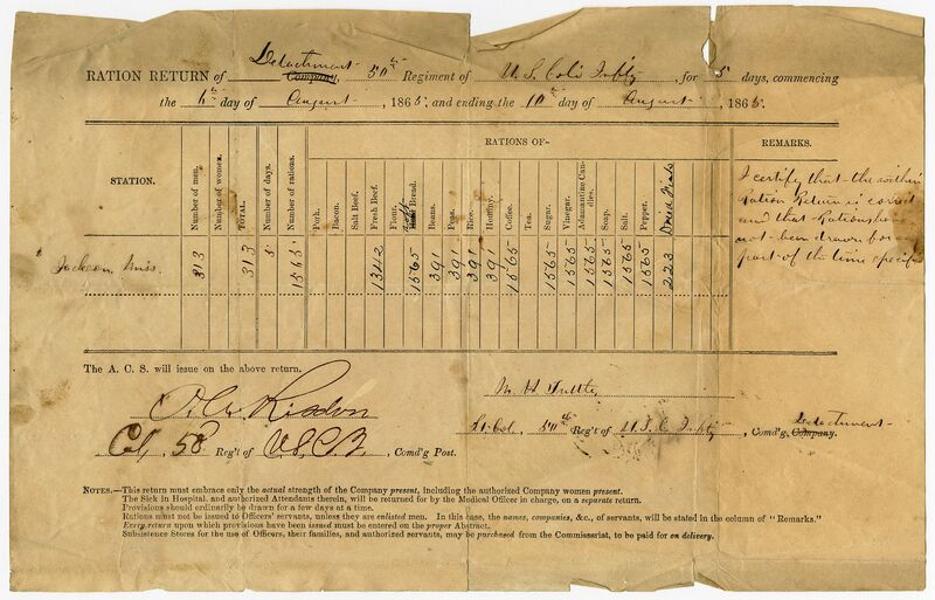 Detachment
RATION RETURN of Company, 50th Regiment of U. S. Col'd Infty, for 5 days, commencing
the 6th day of August, 1865, and ending the 10th day of August, 1865.
STATION.
Number of men.
Number of women.
TOTAL.
Number of days.
Number of rations.
RATIONS OF-
Pork.
Bacon.
Salt Beef.
Fresh Beef.
Flour.
Bread.
Beans.
Peas.
Rice.
Hominy.
Coffee.
Tea.
Sugar.
Vinegar.
Adamantine Can-
dles.
Soap.
Salt.
Pepper.
Dried
REMARKS.
Jackson, Miss.
313
313
5
1565
1342
1565
391
391
391
391
1565
1565
1565
1565
1565
1565
1565
223
I certify that the within
Ration Return is correct
and that Rations have
not been drawn for any
part of the time specif
The A. C. S. will issue on the above return.
Risdon
Col, 58 Reg't of U S C I, Comd'g Post.
M. H. Tuttle,
Lt. Col., 50th Reg't of U. S. C. Infty, Comd'g Company.
Detachment
NOTES.—This return must embrace only the actual strength of the Company present, including the authorized Company women present.
The Sick in Hospital, and authorized Attendants therein, will be returned for by the Medical Officer in charge, on a separate return.
Provisions should ordinarily be drawn for a few days at a time.
Rations must not be issued to Officers' servants, unless they are enlisted men. In this case, the names, companies, &c., of servants, will be stated in the column of "Remarks."
Every return upon which provisions have been issued must be entered on the proper Abstract.
Subsistence Stores for the use of Officers, their families, and authorized servants, may be purchased from the Commissariat, to be paid for on delivery.